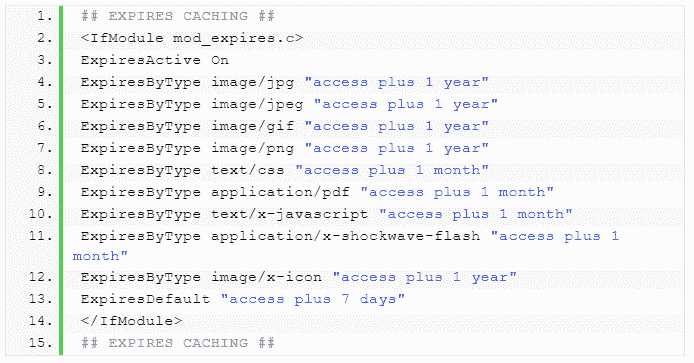 1. ## EXPIRES CACHING ##
2. <IfModule mod_expires.c>
3. ExpiresActive On
4. ExpiresByType image/jpg "access plus 1 year"
5. ExpiresByType image/jpeg "access plus 1 year"
6. ExpiresByType image/gif "access plus 1 year"
7. ExpiresByType image/png "access plus 1 year"
8. ExpiresByType text/css "access plus 1 month"
9. ExpiresByType application/pdf "access plus 1 month"
10. ExpiresByType text/x-javascript "access plus 1 month"
11. ExpiresByType application/x-shockwave-flash "access plus 1
month"
12. ExpiresByType image/x-icon "access plus 1 year"
13. ExpiresDefault "access plus 7 days"
14. </IfModule>
15. ## EXPIRES CACHING ##